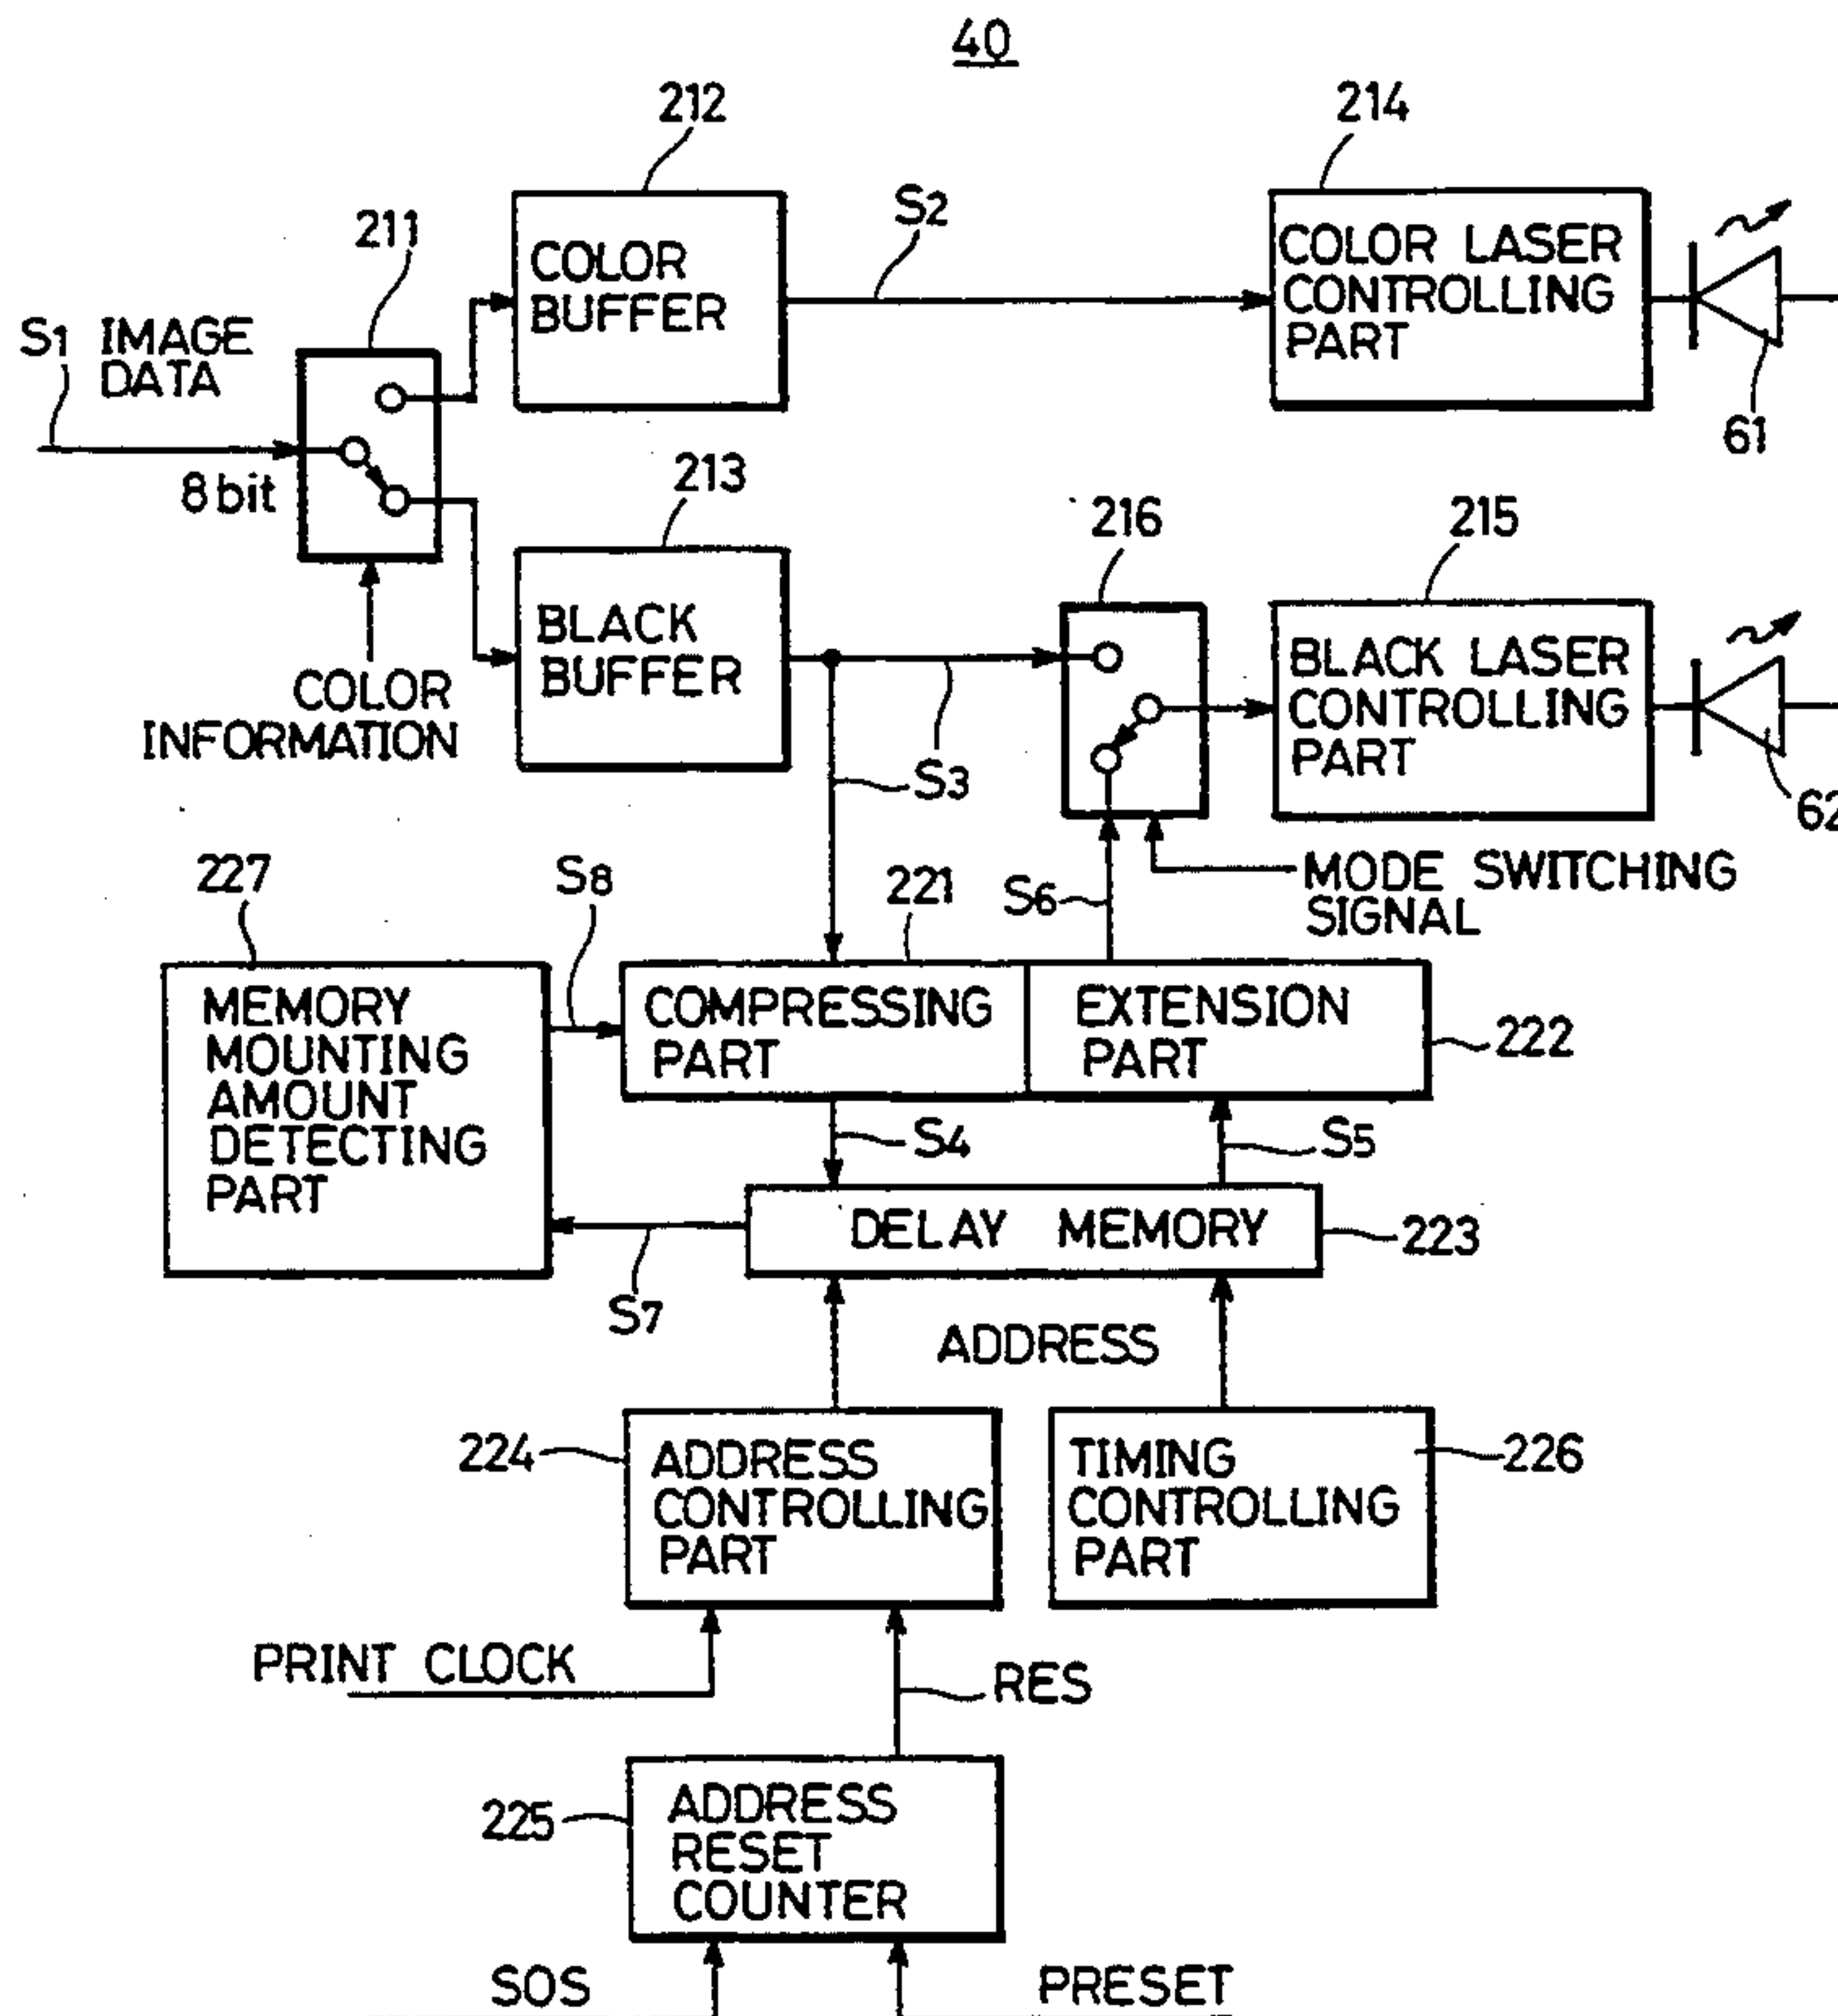 40
212
214
211
S2
COLOR
BUFFER
COLOR LASER
CONTROLLING
PART
S1 IMAGE
DATA
8 bit
61
213
216
215
BLACK
BUFFER
BLACK LASER
CONTROLLING
PART
COLOR
INFORMATION
S3
62
227
S8
221
S6
MODE SWITCHING
SIGNAL
MEMORY
MOUNTING
AMOUNT
DETECTING
PART
COMPRESSING
PART
EXTENSION
PART
222
S4
S5
DELAY MEMORY
223
S7
ADDRESS
224
ADDRESS
CONTROLLING
PART
TIMING
CONTROLLING
PART
226
PRINT CLOCK
RES
225
ADDRESS
RESET
COUNTER
SOS
PRESET